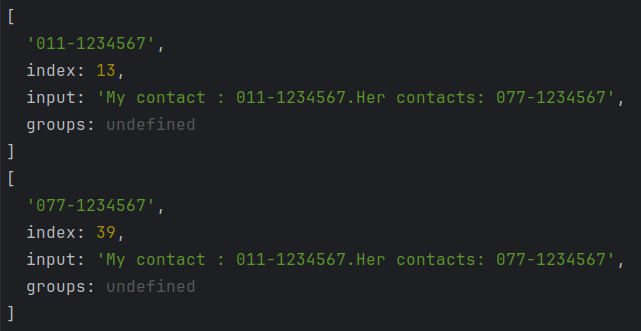 [
'011-1234567',
index: 13,
input: 'My contact : 011-1234567.Her contacts: 077-1234567',
groups: undefined
]
[
'077-1234567',
index: 39,
input: 'My contact : 011-1234567.Her contacts: 077-1234567',
groups: undefined
]